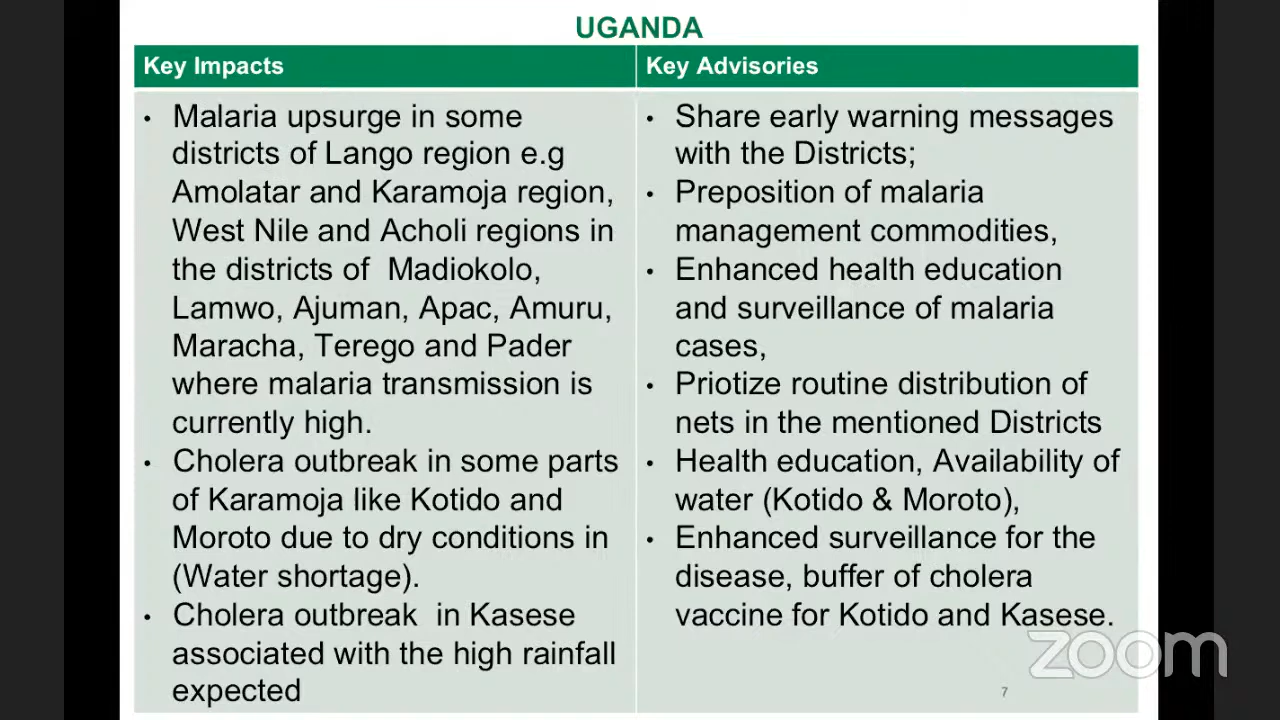 UGANDA
Key Impacts
• Malaria upsurge in some
districts of Lango region e.g
Amolatar and Karamoja region,
West Nile and Acholi regions in
the districts of Madiokolo,
Lamwo, Ajuman, Apac, Amuru,
Maracha, Terego and Pader
where malaria transmission is
currently high.
• Cholera outbreak in some parts
of Karamoja like Kotido and
Moroto due to dry conditions in
(Water shortage).
• Cholera outbreak in Kasese
associated with the high rainfall
expected
Key Advisories
• Share early warning messages
with the Districts;
• Preposition of malaria
management commodities,
• Enhanced health education
and surveillance of malaria
cases,
• Priotize routine distribution of
nets in the mentioned Districts
• Health education, Availability of
water (Kotido & Moroto),
• Enhanced surveillance for the
disease, buffer of cholera
vaccine for Kotido and Kasese.
7
zoom